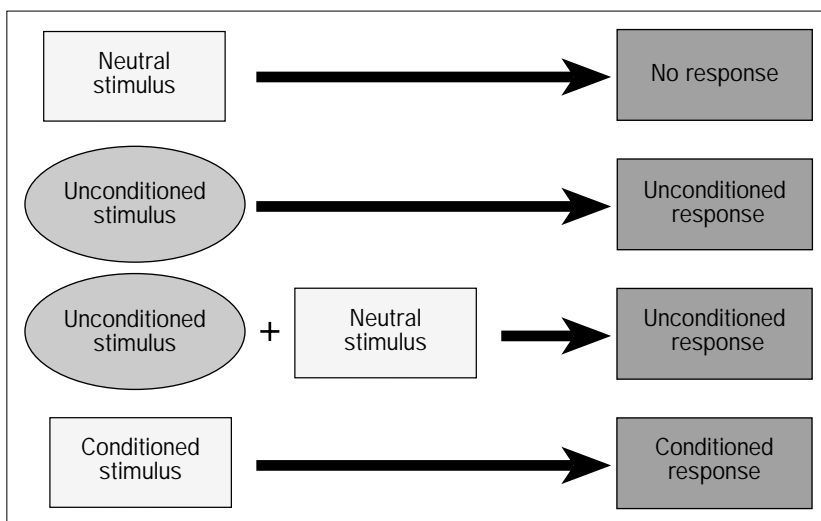 Neutral
stimulus
No response
Unconditioned
stimulus
Unconditioned
response
Unconditioned
stimulus
+
Neutral
stimulus
Unconditioned
response
Conditioned
stimulus
Conditioned
response